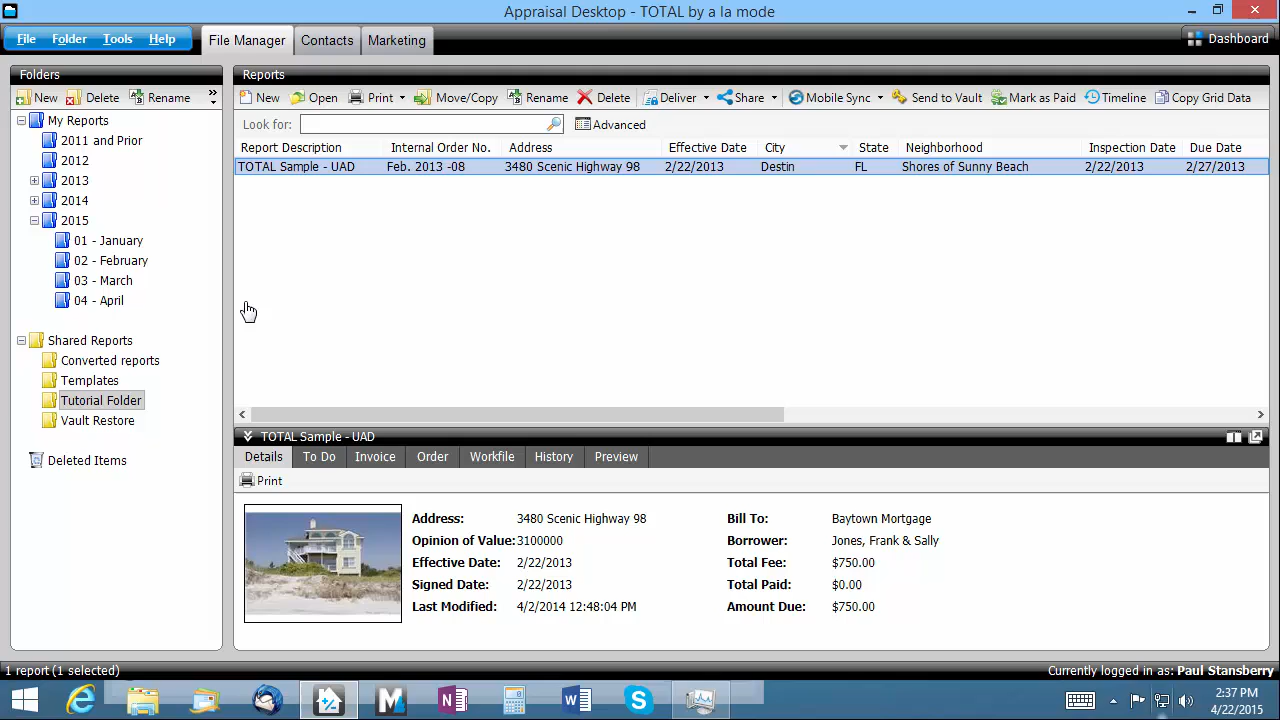 Appraisal Desktop - TOTAL by a la mode
File Folder Tools Help File Manager Contacts Marketing Dashboard
Folders
New Delete Rename
My Reports
2011 and Prior
2012
2013
2014
2015
01 - January
02 - February
03 - March
04 - April
Shared Reports
Converted reports
Templates
Tutorial Folder
Vault Restore
Deleted Items
Reports
New Open Print Move/Copy Rename Delete Deliver Share Mobile Sync Send to Vault Mark as Paid Timeline Copy Grid Data
Look for: Advanced
Report Description Internal Order No. Address Effective Date City State Neighborhood Inspection Date Due Date
TOTAL Sample - UAD Feb. 2013 -08 3480 Scenic Highway 98 2/22/2013 Destin FL Shores of Sunny Beach 2/22/2013 2/27/2013
TOTAL Sample - UAD
Details To Do Invoice Order Workfile History Preview
Print
Address: 3480 Scenic Highway 98 Bill To: Baytown Mortgage
Opinion of Value: 3100000 Borrower: Jones, Frank & Sally
Effective Date: 2/22/2013 Total Fee: $750.00
Signed Date: 2/22/2013 Total Paid: $0.00
Last Modified: 4/2/2014 12:48:04 PM Amount Due: $750.00
1 report (1 selected) Currently logged in as: Paul Stansberry
2:37 PM
4/22/2015